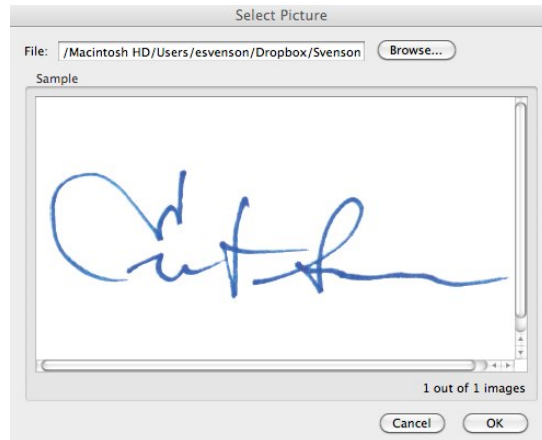 Select Picture
File: /Macintosh HD/Users/esvenson/Dropbox/Svenson Browse...
Sample
1 out of 1 images
Cancel OK